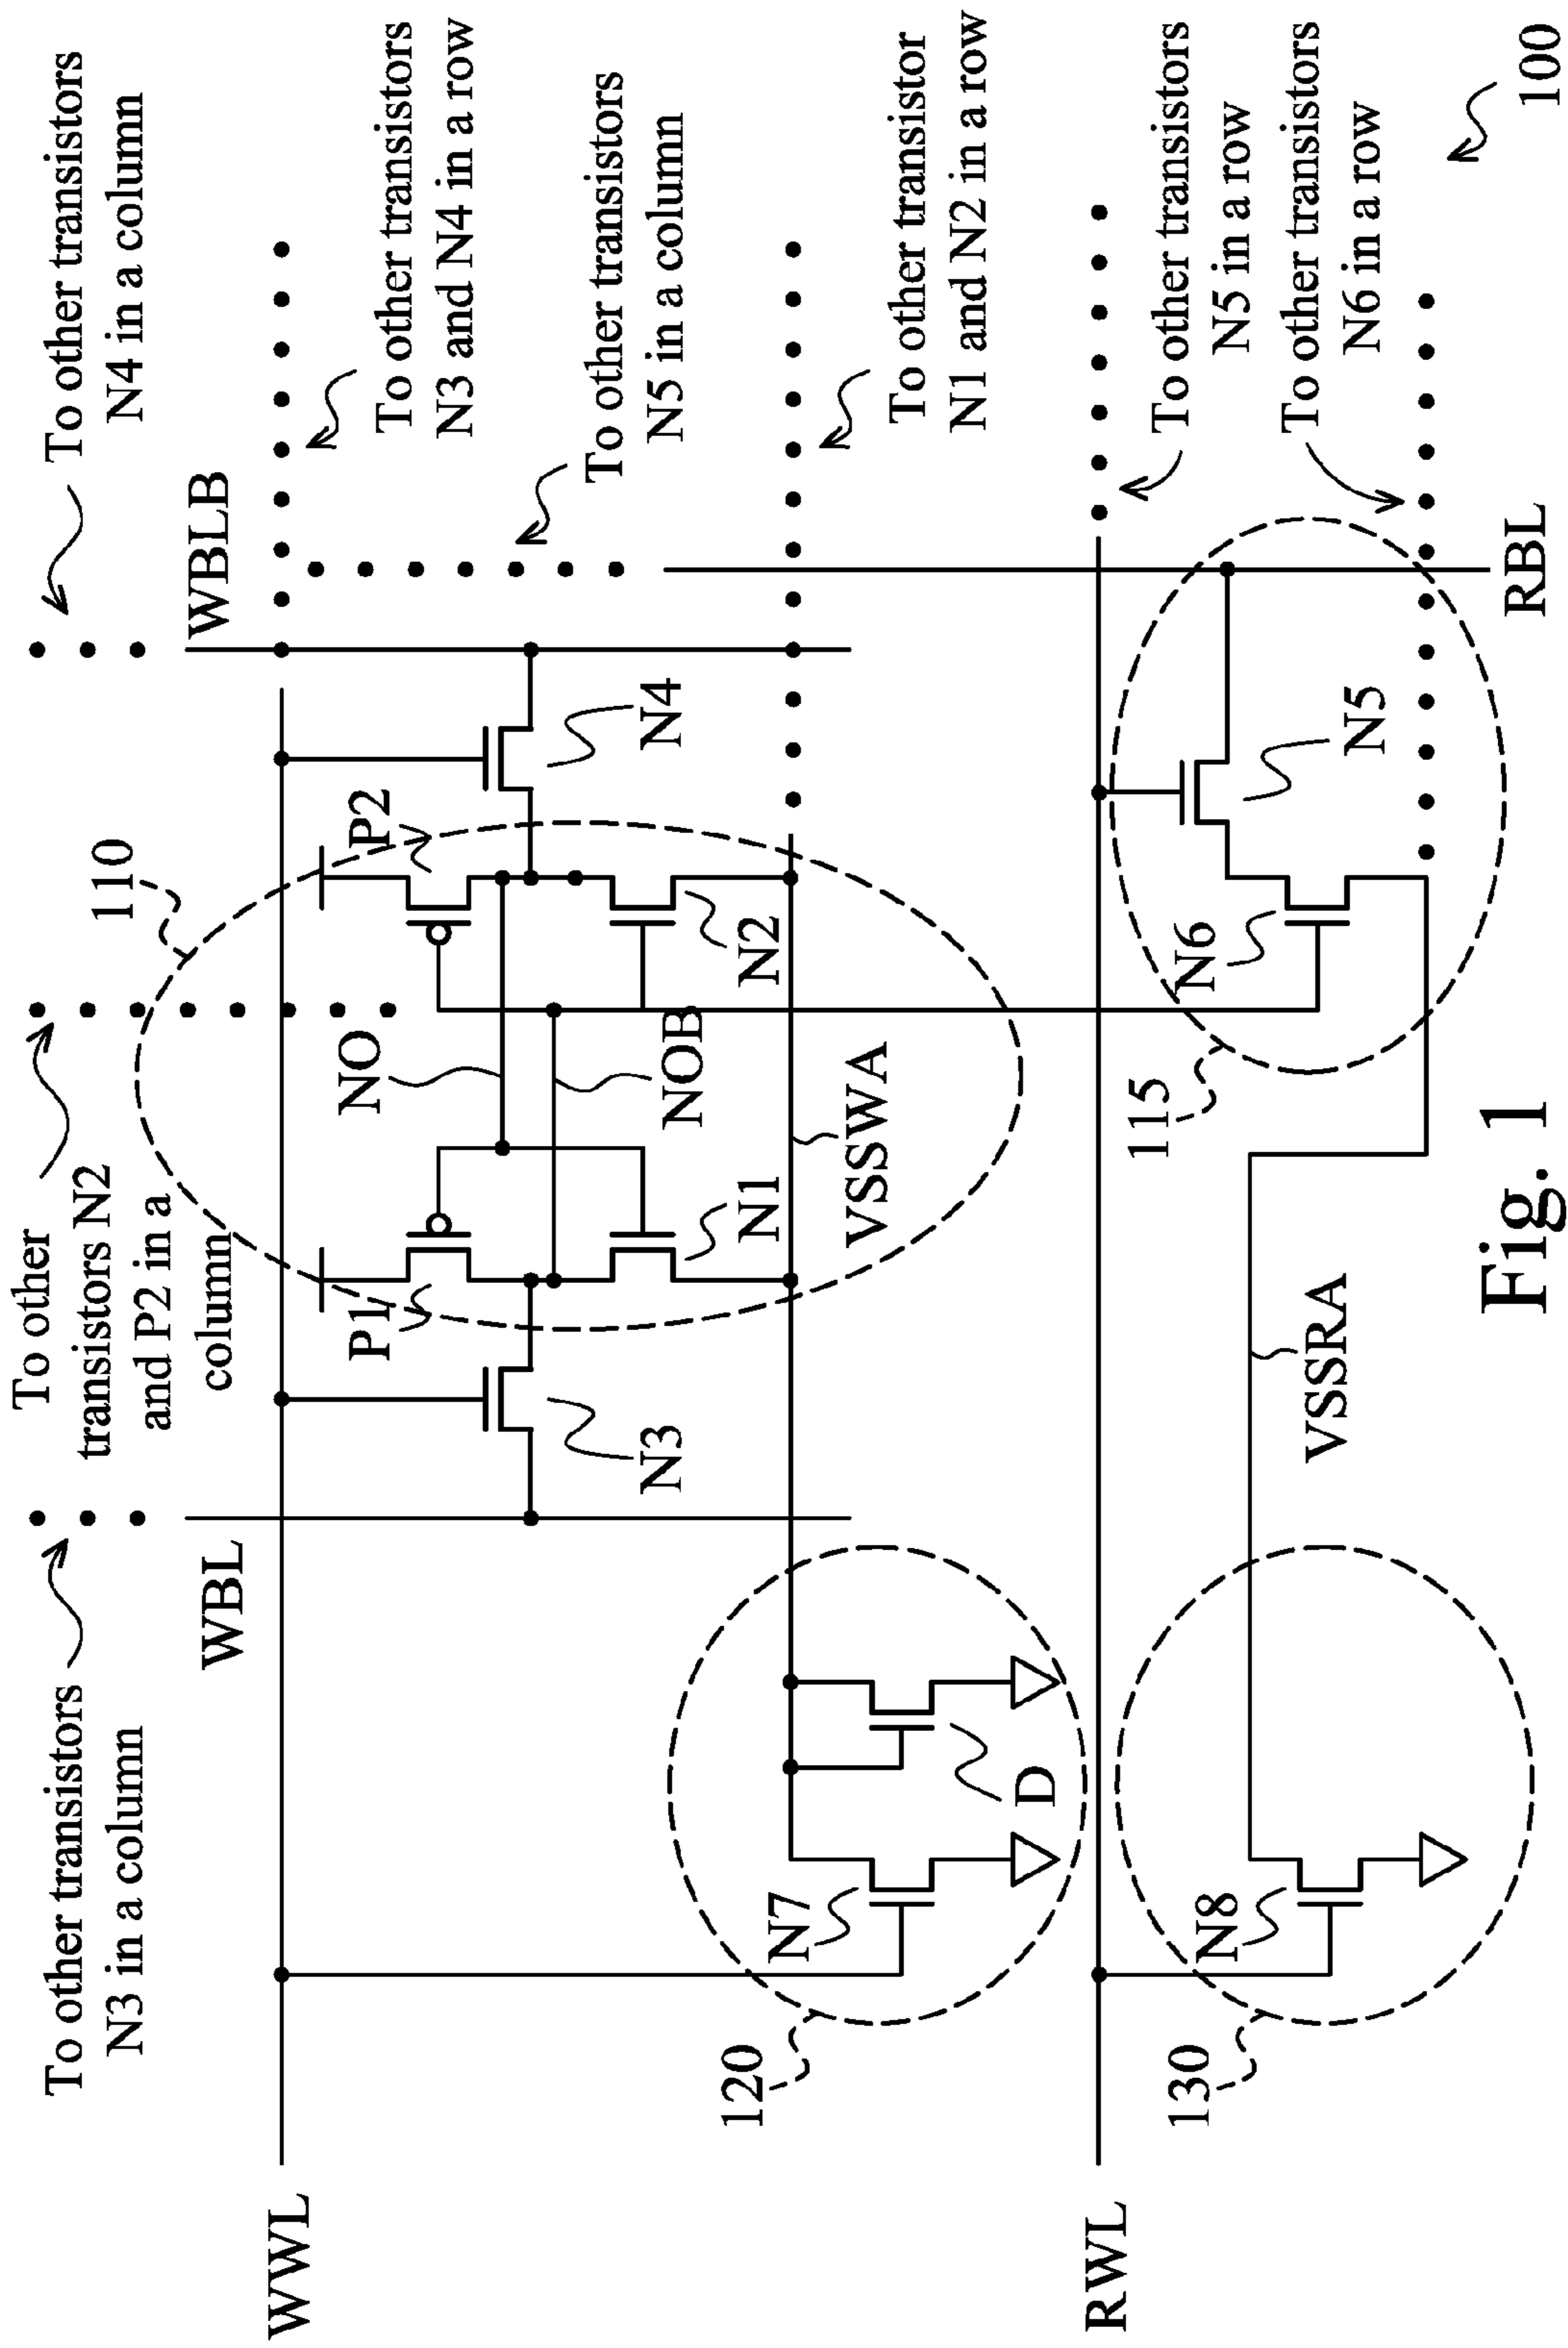 To other transistors
N3 in a column
To other
transistors N2
and P2 in a
column
To other transistors
N4 in a column
WBL
110
WBLB
WWL
P1
NO
P2
To other transistors
N3 and N4 in a row
N3
N1
NOB
N2
N4
To other transistors
N5 in a column
120
N7
D
VSSWA
To other transistor
N1 and N2 in a row
RWL
115
130
N8
VSSRA
N6
N5
To other transistors
N5 in a row
To other transistors
N6 in a row
RBL
Fig. 1
100